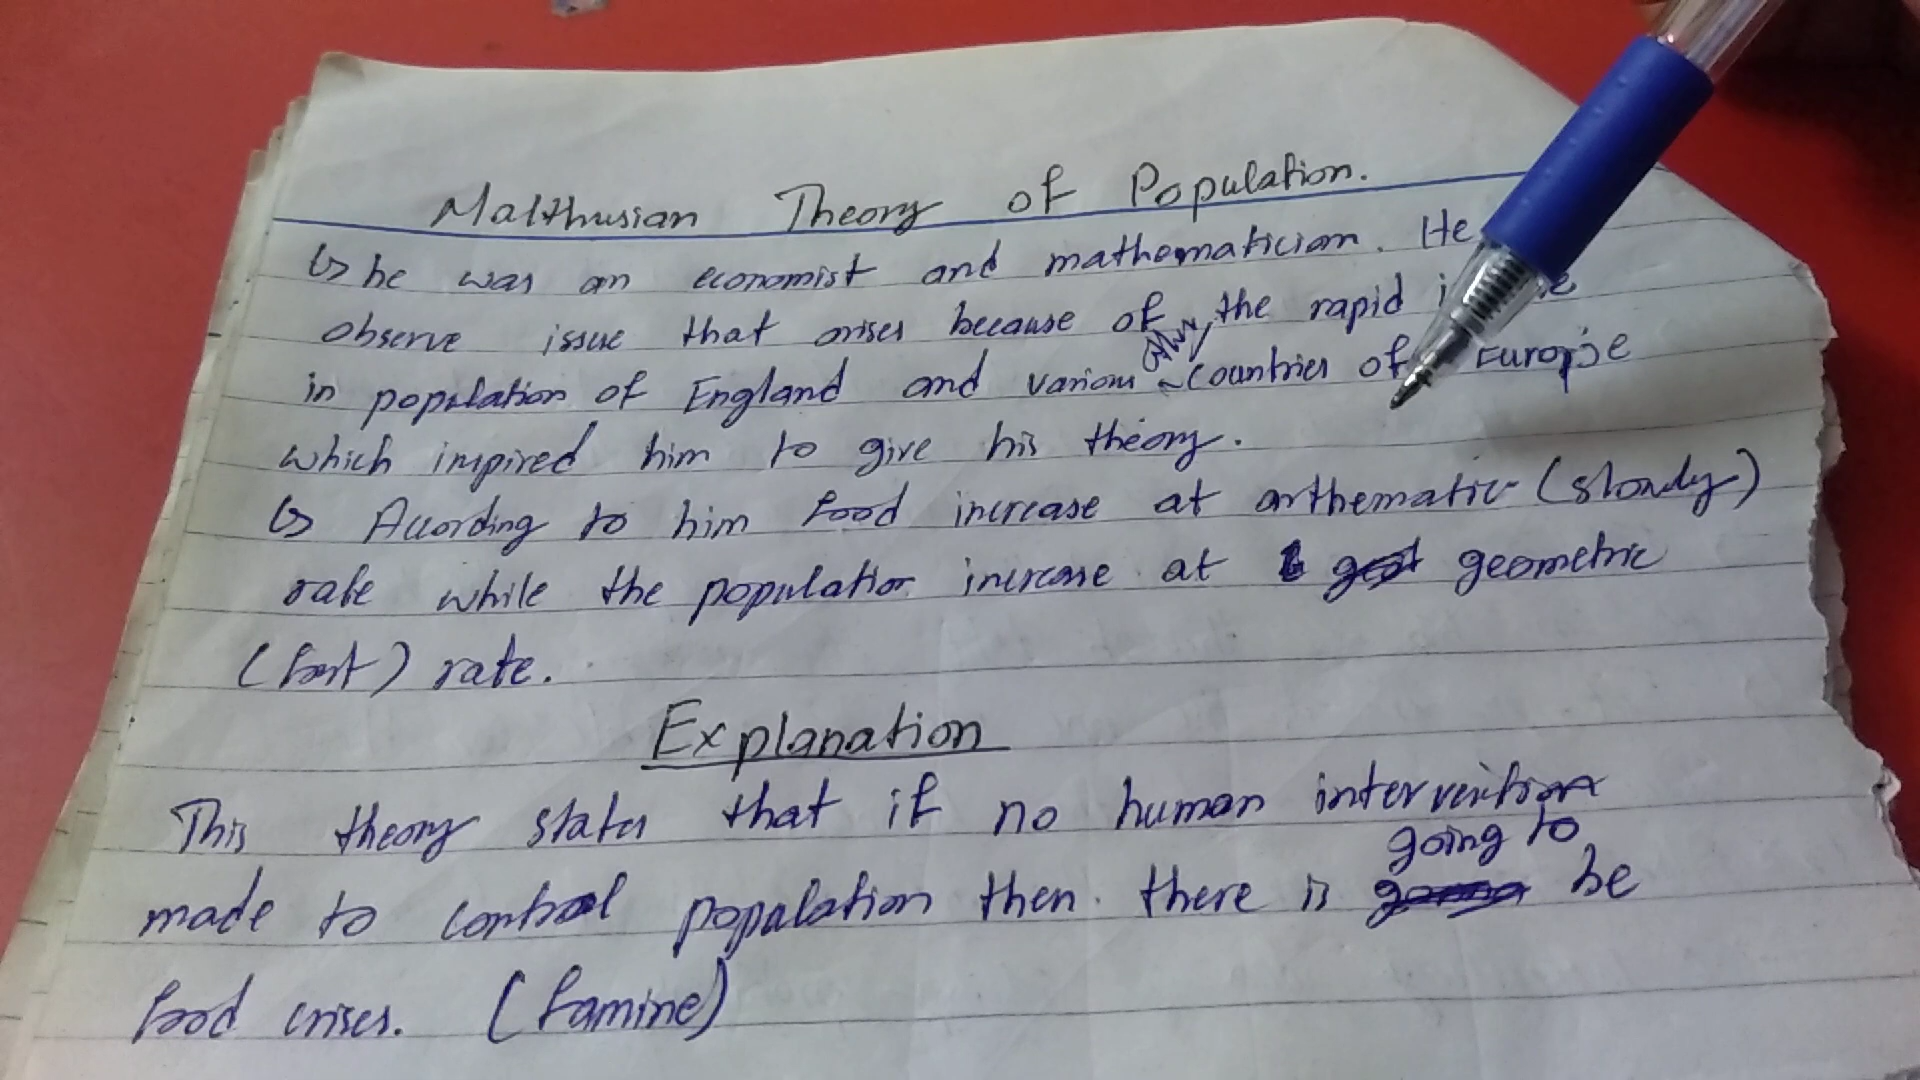 Malthusian Theory of Population.
↳ he was an economist and mathematician. He
observe issue that arises because of the rapid
in population of England and various countries of Europe
which inspired him to give his theory.
↳ According to him food increase at arthematic (slowly)
rate while the population increase at geometric
(fast) rate.
Explanation
This theory states that if no human intervention
going to
made to control population then there is be
food crises. (famine)